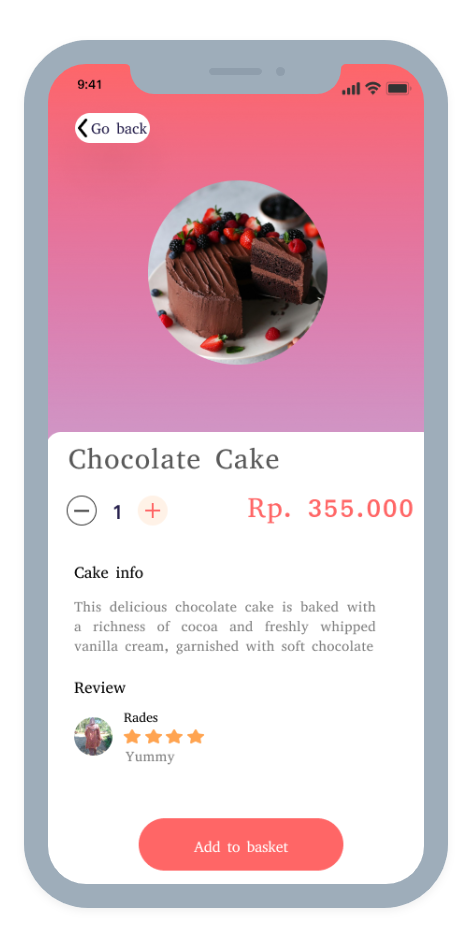 9:41
Go back
Chocolate Cake
1
Rp. 355.000
Cake info
This delicious chocolate cake is baked with
a richness of cocoa and freshly whipped
vanilla cream, garnished with soft chocolate
Review
Rades
Yummy
Add to basket